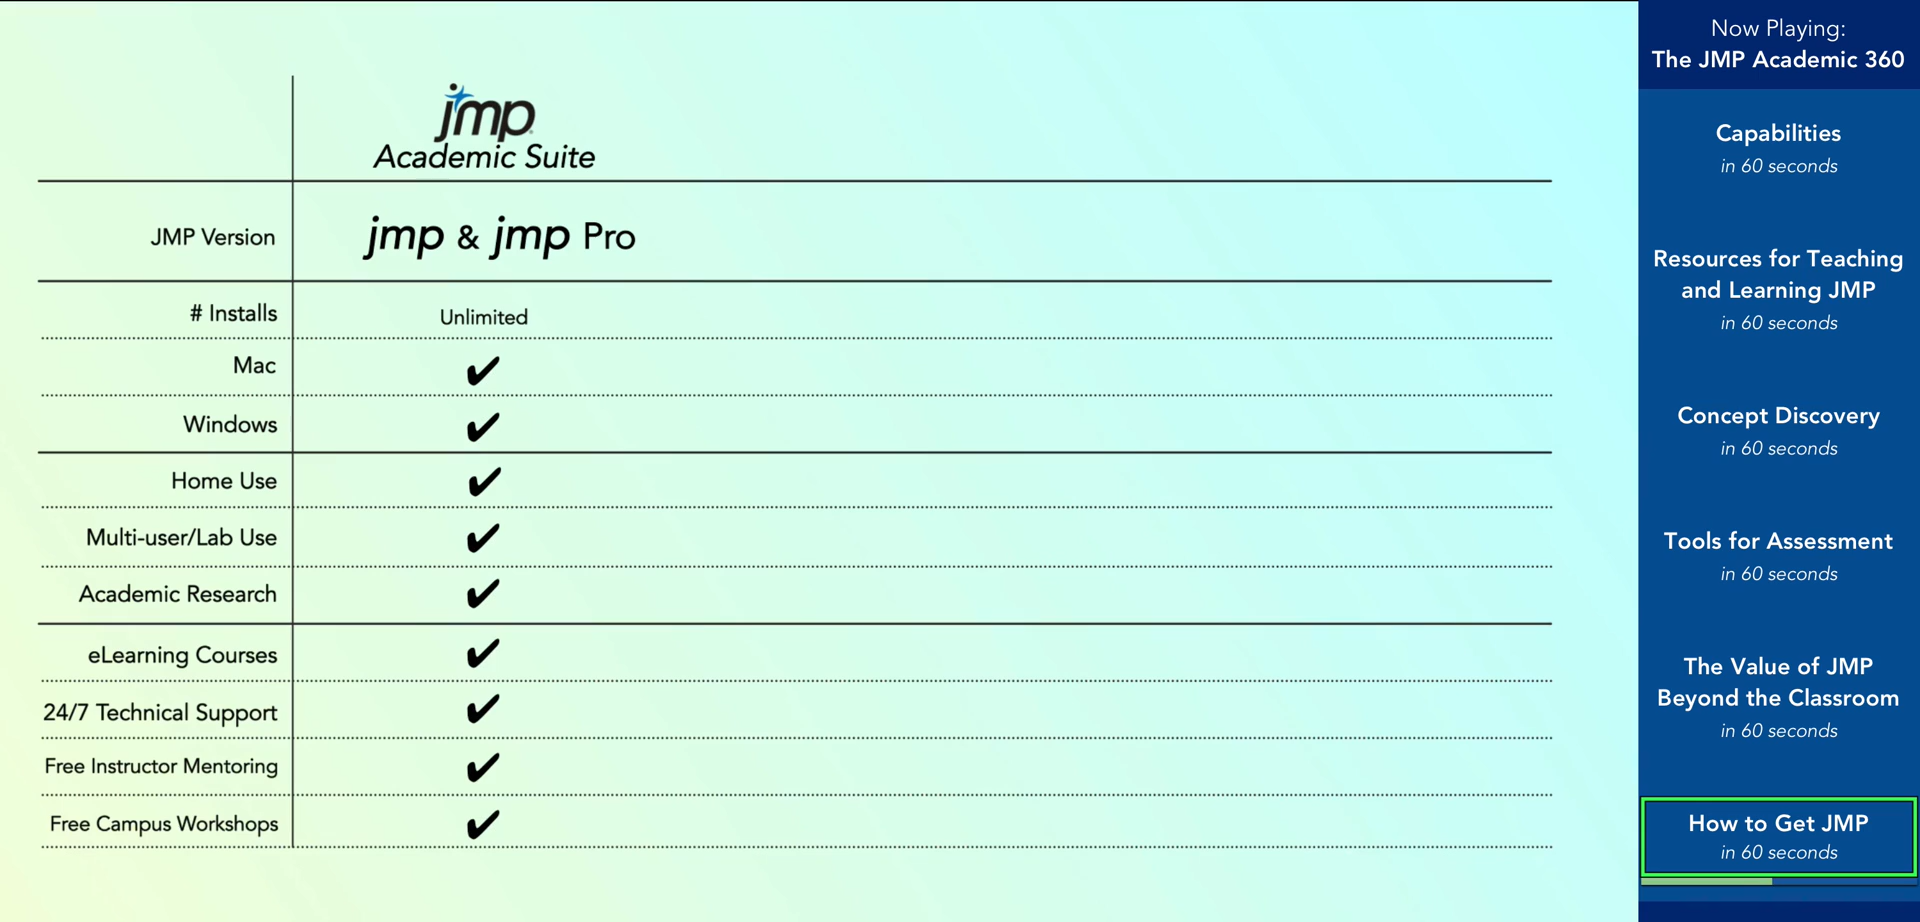 jmp
Academic Suite
JMP Version
jmp & jmp Pro
# Installs
Unlimited
Mac
✔
Windows
✔
Home Use
✔
Multi-user/Lab Use
✔
Academic Research
✔
eLearning Courses
✔
24/7 Technical Support
✔
Free Instructor Mentoring
✔
Free Campus Workshops
✔
Now Playing:
The JMP Academic 360
Capabilities
in 60 seconds
Resources for Teaching
and Learning JMP
in 60 seconds
Concept Discovery
in 60 seconds
Tools for Assessment
in 60 seconds
The Value of JMP
Beyond the Classroom
in 60 seconds
How to Get JMP
in 60 seconds